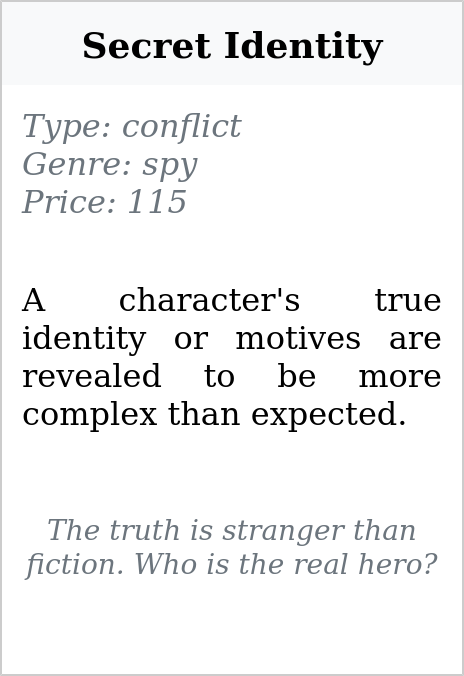 Secret Identity
Type: conflict
Genre: spy
Price: 115
A character's true
identity or motives are
revealed to be more
complex than expected.
The truth is stranger than
fiction. Who is the real hero?